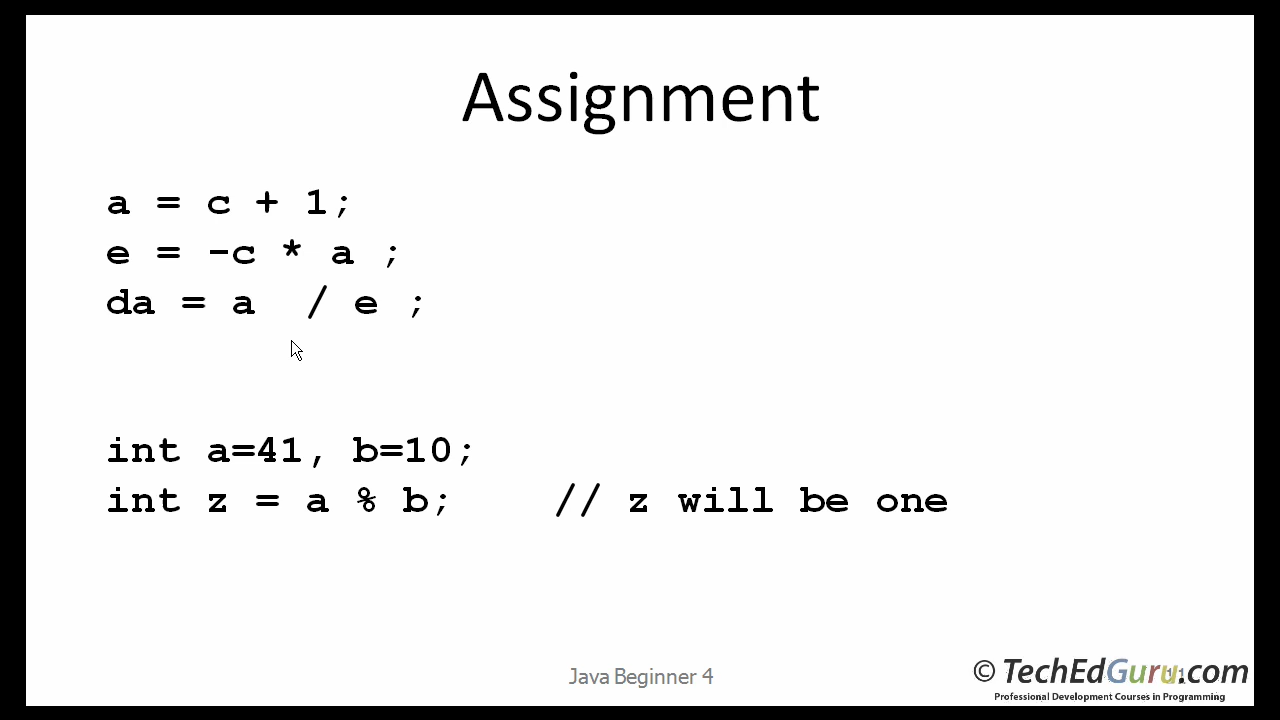 Assignment
a = c + 1;
e = -c * a ;
da = a  / e ;
int a=41, b=10;
int z = a % b;    // z will be one
Java Beginner 4
© TechEdGuru.com
Professional Development Courses in Programming